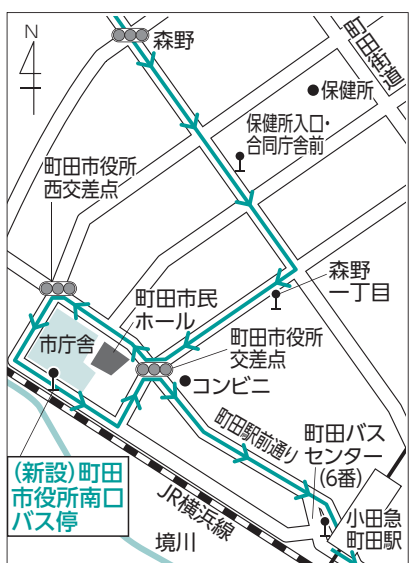 N
森野
町田街道
保健所
保健所入口・
合同庁舎前
町田市役所
西交差点
森野
一丁目
町田市民
ホール
町田市役所
交差点
市庁舎
コンビニ
町田駅前通り
町田バス
センター
(6番)
(新設)町田
市役所南口
バス停
JR横浜線
境川
小田急
町田駅